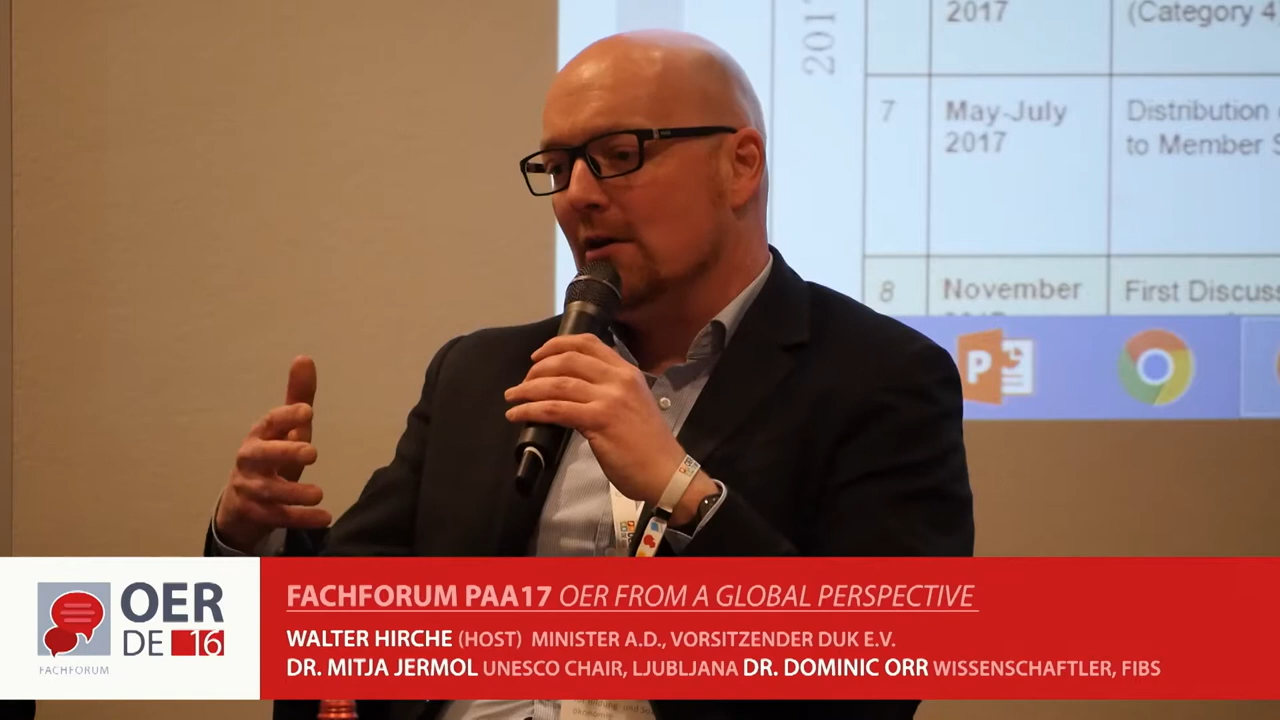 2017
(Category 4
201
7
May-July
2017
Distribution
to Member S
8
November
First Discus
P
OER
DE 16
FACHFORUM
FACHFORUM PAA17 OER FROM A GLOBAL PERSPECTIVE
WALTER HIRCHE (HOST) MINISTER A.D., VORSITZENDER DUK E.V.
DR. MITJA JERMOL UNESCO CHAIR, LJUBLJANA DR. DOMINIC ORR WISSENSCHAFTLER, FIBS